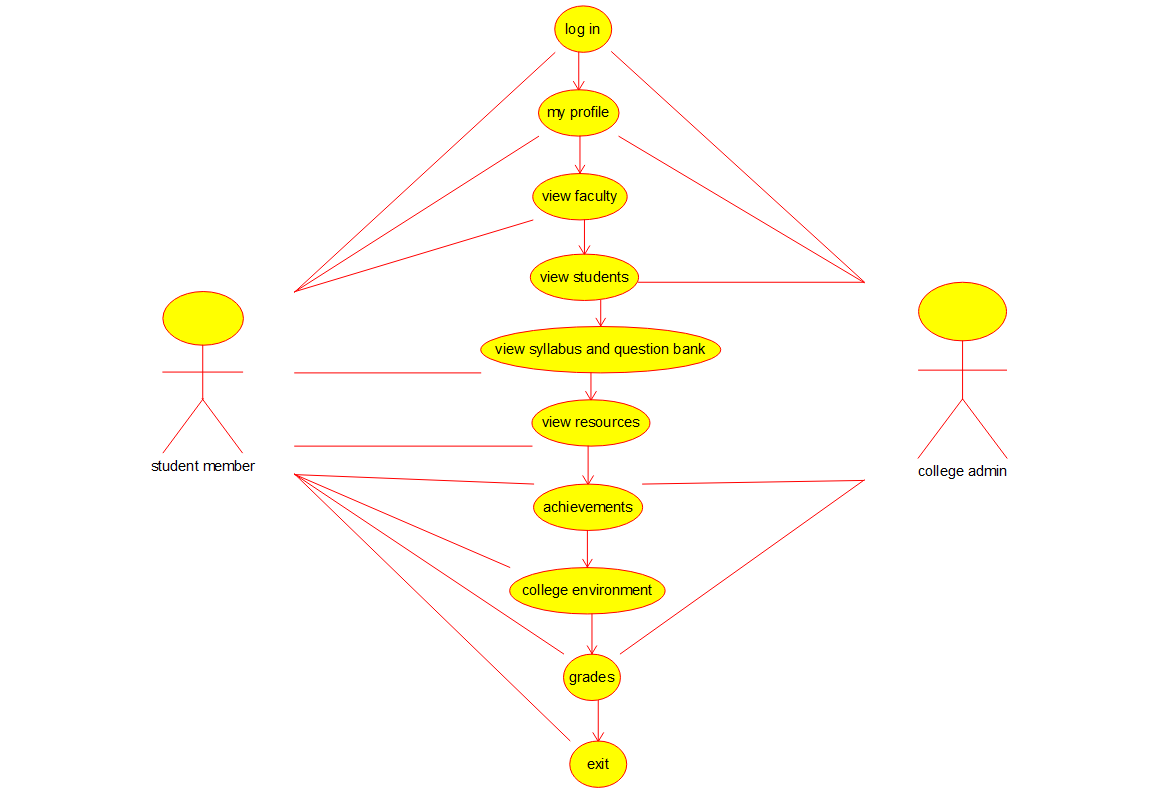 log in
my profile
view faculty
view students
view syllabus and question bank
view resources
student member
college admin
achievements
college environment
grades
exit